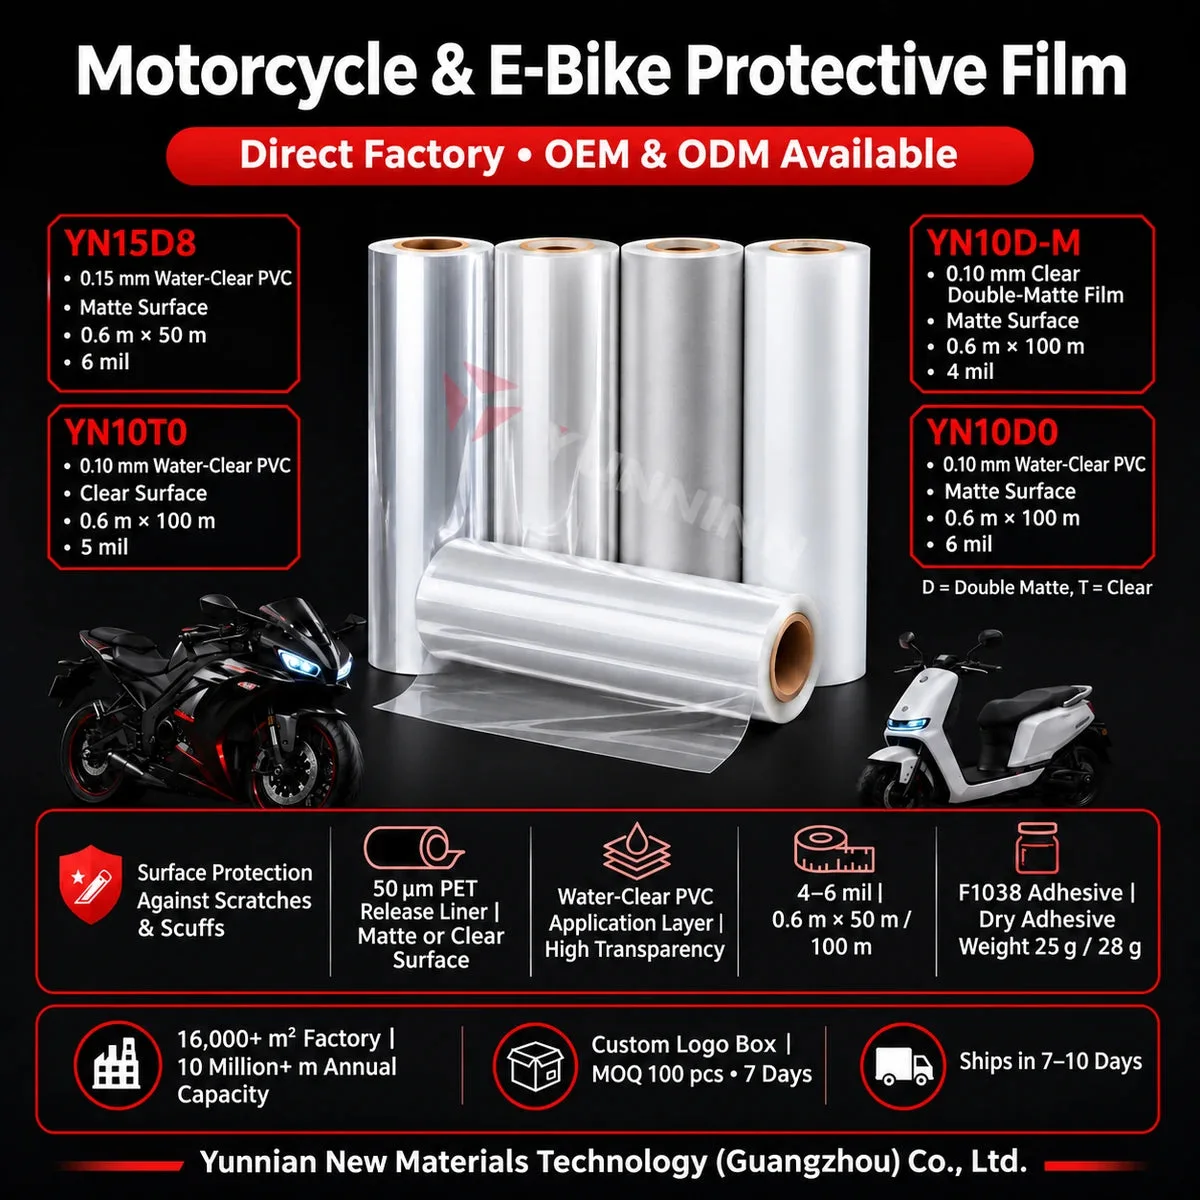 Motorcycle & E-Bike Protective Film
Direct Factory • OEM & ODM Available
YN15D8
• 0.15 mm Water-Clear PVC
• Matte Surface
• 0.6 m × 50 m
• 6 mil
YN10T0
• 0.10 mm Water-Clear PVC
• Clear Surface
• 0.6 m × 100 m
• 5 mil
YUNNIN
YN10D-M
• 0.10 mm Clear
Double-Matte Film
• Matte Surface
• 0.6 m × 100 m
• 4 mil
YN10D0
• 0.10 mm Water-Clear PVC
• Matte Surface
• 0.6 m × 100 m
• 6 mil
D = Double Matte, T = Clear
Surface Protection
Against Scratches
& Scuffs
50 µm PET
Release Liner |
Matte or Clear
Surface
Water-Clear PVC
Application Layer |
High Transparency
4–6 mil |
0.6 m × 50 m /
100 m
F1038 Adhesive |
Dry Adhesive
Weight 25 g / 28 g
16,000+ m² Factory |
10 Million+ m Annual
Capacity
Custom Logo Box |
MOQ 100 pcs • 7 Days
Ships in 7–10 Days
Yunnian New Materials Technology (Guangzhou) Co., Ltd.